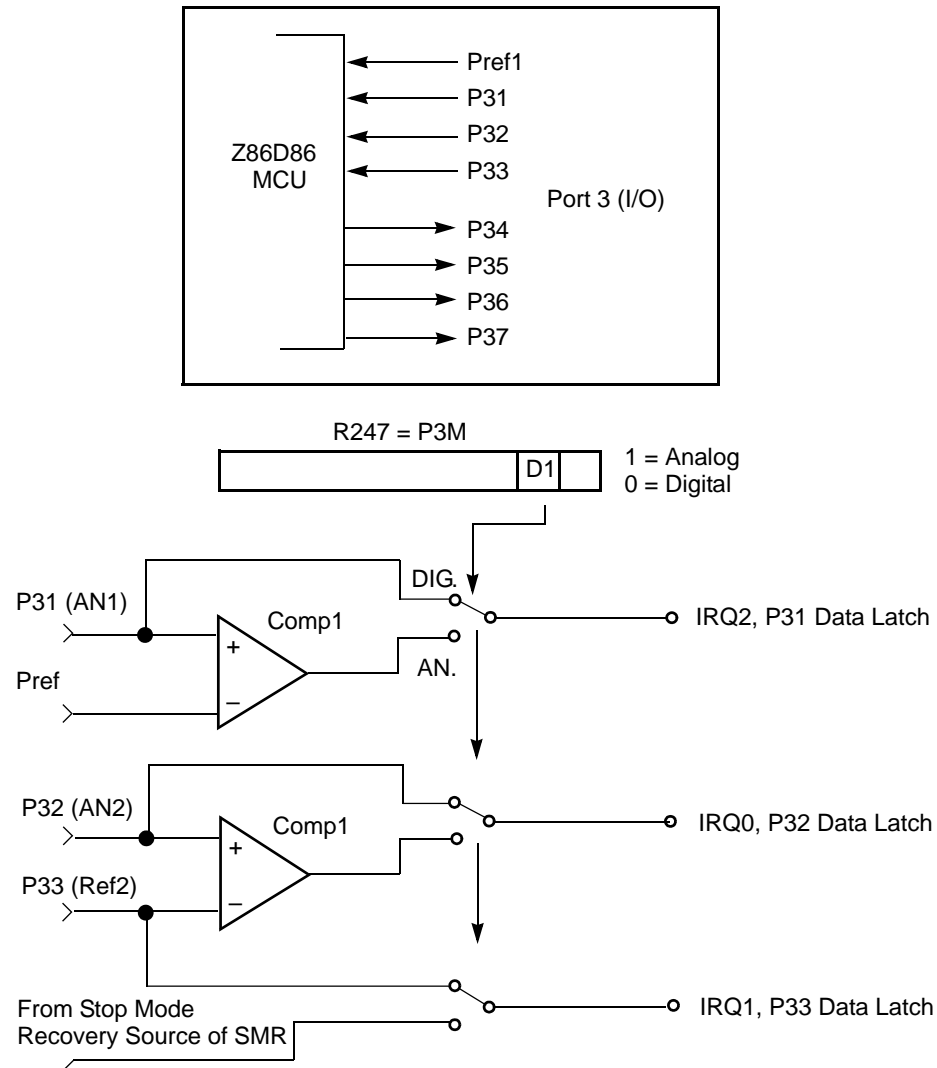 Pref1
P31
P32
P33
Z86D86
MCU
Port 3 (I/O)
P34
P35
P36
P37
R247 = P3M
D1
1 = Analog
0 = Digital
DIG.
P31 (AN1)
Comp1
IRQ2, P31 Data Latch
+
AN.
Pref
–
P32 (AN2)
Comp1
IRQ0, P32 Data Latch
+
P33 (Ref2)
–
From Stop Mode
Recovery Source of SMR
IRQ1, P33 Data Latch